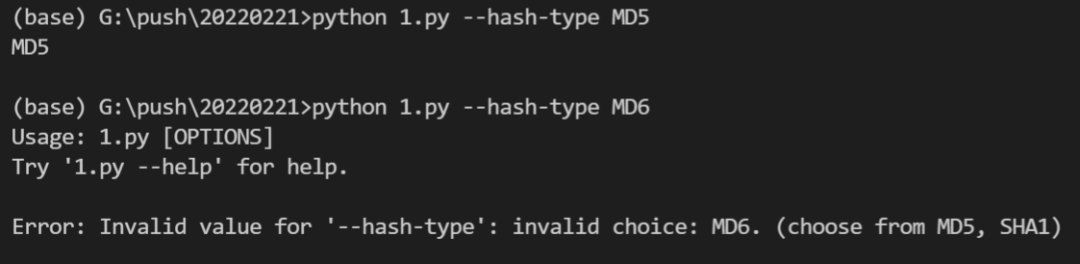 (base) G:\push\20220221>python 1.py --hash-type MD5
MD5
(base) G:\push\20220221>python 1.py --hash-type MD6
Usage: 1.py [OPTIONS]
Try '1.py --help' for help.
Error: Invalid value for '--hash-type': invalid choice: MD6. (choose from MD5, SHA1)